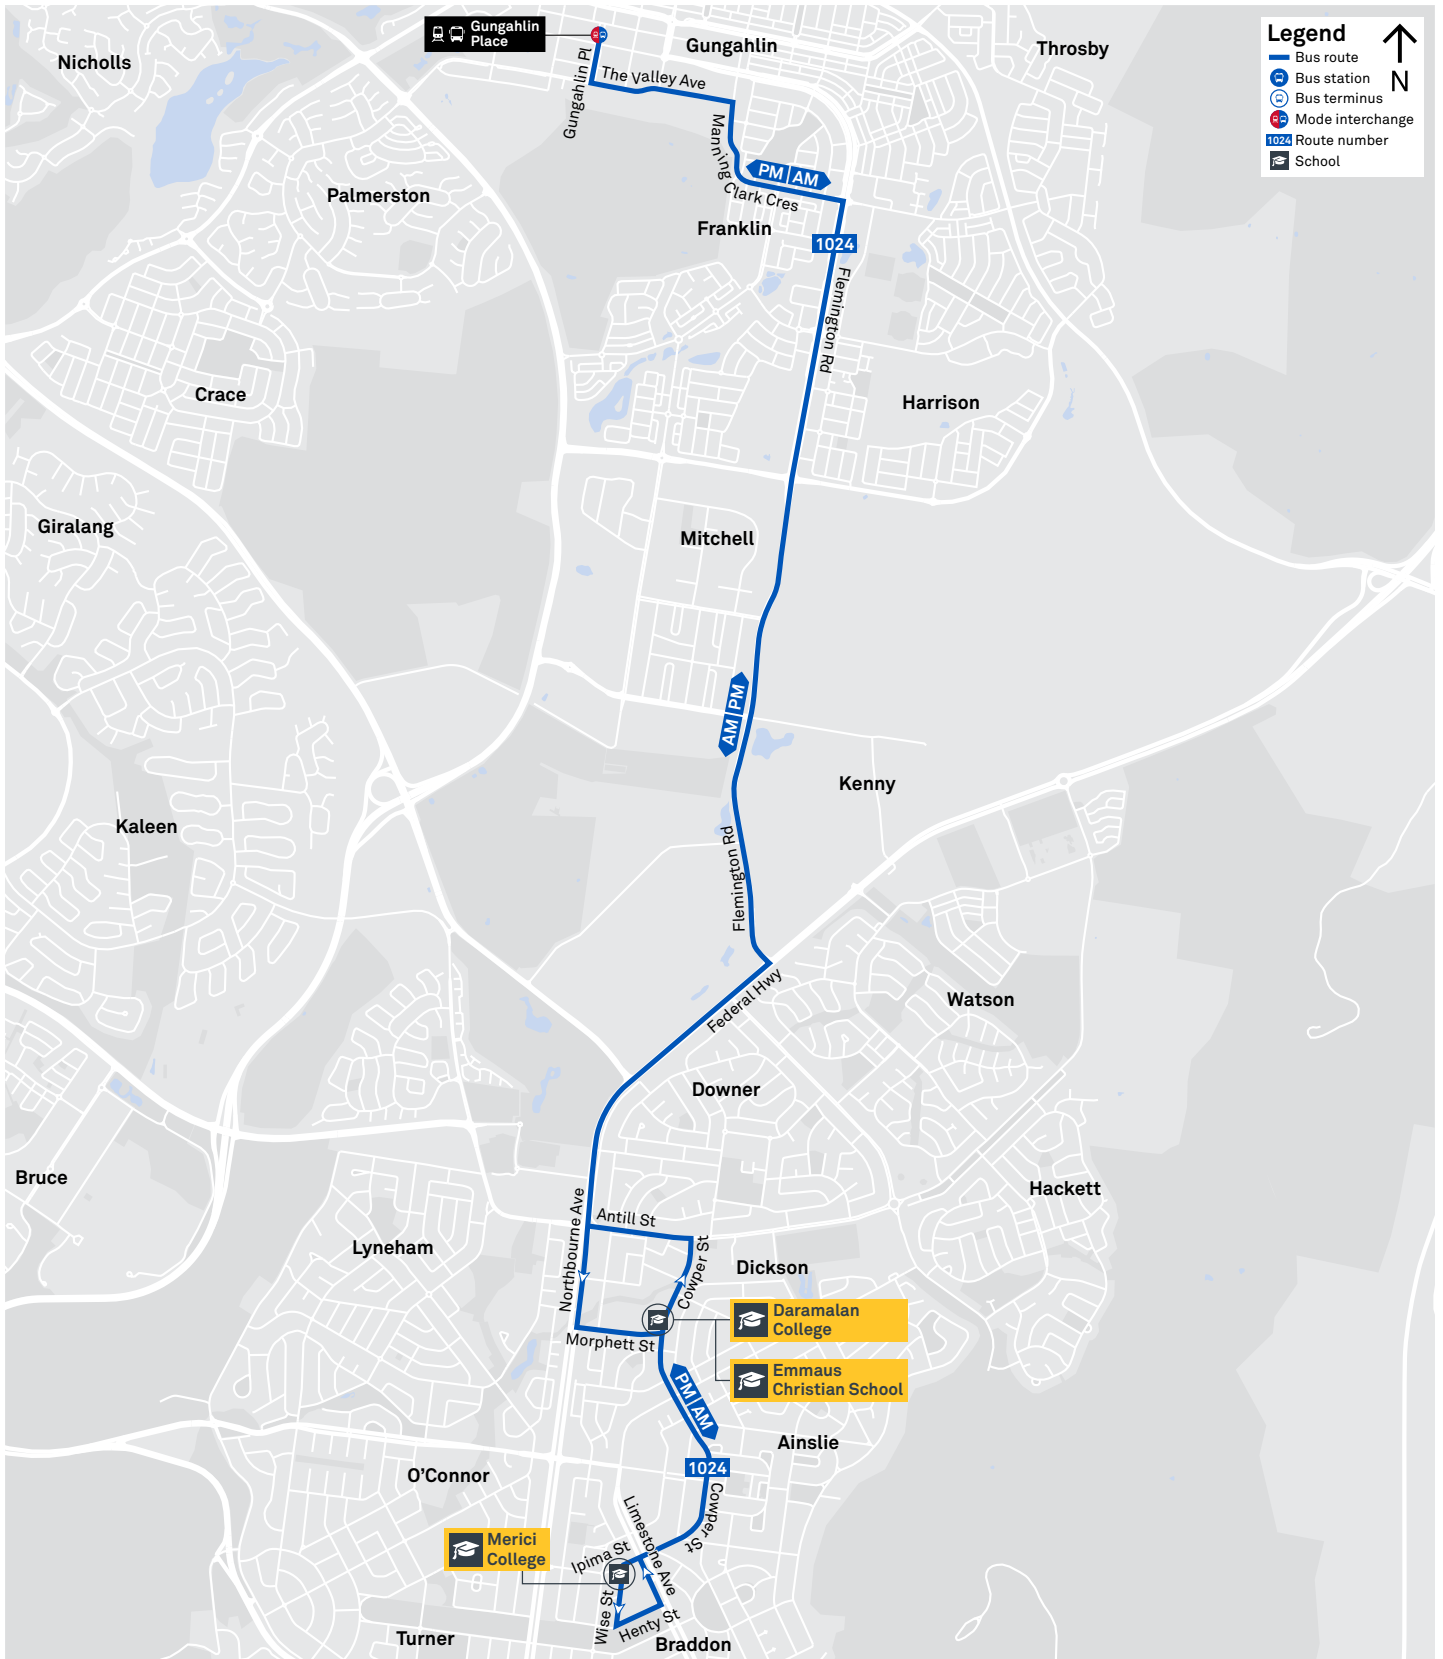 Gungahlin
Place
Gungahlin
Throsby
Nicholls
Legend
Bus route
Bus station
Bus terminus
Mode interchange
1024 Route number
School
N
Gungahlin Pl
The Valley Ave
Manning
Clark Cres
PM AM
Palmerston
Franklin
1024
Flemington Rd
Crace
Harrison
Giralang
Mitchell
AM PM
Kenny
Kaleen
Flemington Rd
Federal Hwy
Watson
Downer
Bruce
Hackett
Northbourne Ave
Antill St
Cowper St
Lyneham
Dickson
Daramalan
College
Morphett St
Emmaus
Christian School
PM AM
Ainslie
1024
O'Connor
Cowper St
Limestone Ave
Merici
College
Ipima St
Wise St
Henty St
Turner
Braddon